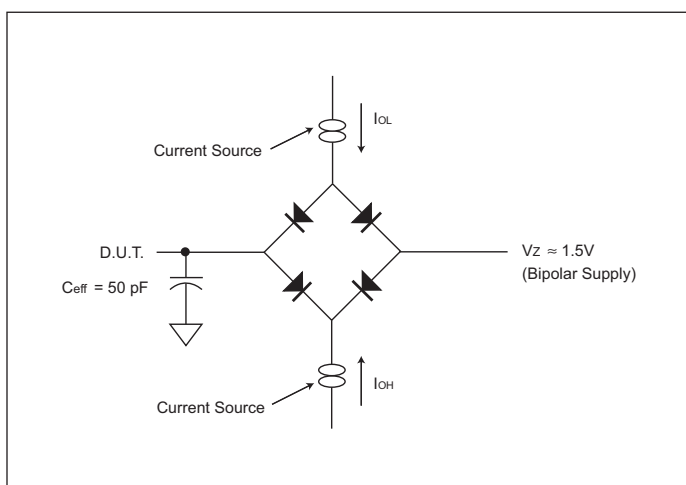 IOL
Current Source
D.U.T.
VZ ≈ 1.5V
(Bipolar Supply)
Ceff = 50 pF
IOH
Current Source